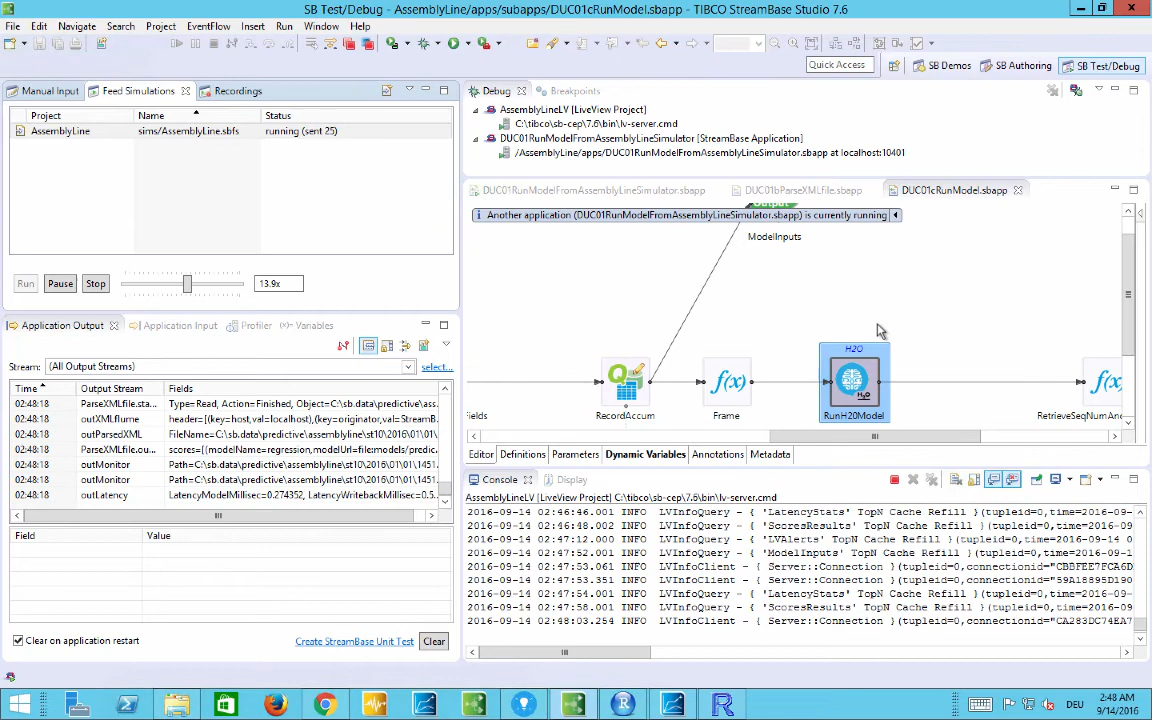 SB Test/Debug - AssemblyLine/apps/subapps/DUC01cRunModel.sbapp - TIBCO StreamBase Studio 7.6
File Edit Navigate Search Project EventFlow Insert Run Window Help
Quick Access SB Demos SB Authoring SB Test/Debug
Manual Input Feed Simulations Recordings
Project Name Status
AssemblyLine sims/AssemblyLine.sbfs running (sent 25)
Run Pause Stop 13.9x
Application Output Application Input Profiler (x)= Variables
Stream: (All Output Streams) select...
Time Output Stream Fields
02:48:18 ParseXMLfile.sta... Type=Read, Action=Finished, Object=C:\sb.data\predictive\ass...
02:48:18 outXMLflume header=[(key=host,val=localhost),(key=originator,val=StreamB...
02:48:18 outParsedXML FileName=C:\sb.data\predictive\assemblyline\st10\2016\01\01\...
02:48:18 ParseXMLfile.ou... scores=[(modelName=regression,modelUrl=file:models/predic...
02:48:18 outMonitor Path=C:\sb.data\predictive\assemblyline\st10\2016\01\01\1451...
02:48:18 outMonitor Path=C:\sb.data\predictive\assemblyline\st10\2016\01\01\1451...
02:48:18 outLatency LatencyModelMillisec=0.274352, LatencyWritebackMillisec=0.5...
Field Value
Clear on application restart Create StreamBase Unit Test Clear
Debug Breakpoints
AssemblyLineLV [LiveView Project]
C:\tibco\sb-cep\7.6\bin\lv-server.cmd
DUC01RunModelFromAssemblyLineSimulator [StreamBase Application]
/AssemblyLine/apps/DUC01RunModelFromAssemblyLineSimulator.sbapp at localhost:10401
DUC01RunModelFromAssemblyLineSimulator.sbapp DUC01bParseXMLfile.sbapp DUC01cRunModel.sbapp
Output
Another application (DUC01RunModelFromAssemblyLineSimulator.sbapp) is currently running
ModelInputs
H2O
Q f(x) H2O f(x)
Fields RecordAccum Frame RunH20Model RetrieveSeqNumAn
Editor Definitions Parameters Dynamic Variables Annotations Metadata
Console Display
AssemblyLineLV [LiveView Project] C:\tibco\sb-cep\7.6\bin\lv-server.cmd
2016-09-14 02:46:46.001 INFO LVInfoQuery - { 'LatencyStats' TopN Cache Refill }(tupleid=0,time=2016-09-
2016-09-14 02:46:48.002 INFO LVInfoQuery - { 'ScoresResults' TopN Cache Refill }(tupleid=0,time=2016-09
2016-09-14 02:47:12.000 INFO LVInfoQuery - { 'LVAlerts' TopN Cache Refill }(tupleid=0,time=2016-09-14 0
2016-09-14 02:47:52.001 INFO LVInfoQuery - { 'ModelInputs' TopN Cache Refill }(tupleid=0,time=2016-09-1
2016-09-14 02:47:53.061 INFO LVInfoClient - { Server::Connection }(tupleid=0,connectionid="CBBFEE7FCA6D
2016-09-14 02:47:53.351 INFO LVInfoClient - { Server::Connection }(tupleid=0,connectionid="59A18895D190
2016-09-14 02:47:54.001 INFO LVInfoQuery - { 'LatencyStats' TopN Cache Refill }(tupleid=0,time=2016-09-
2016-09-14 02:47:58.001 INFO LVInfoQuery - { 'ScoresResults' TopN Cache Refill }(tupleid=0,time=2016-09
2016-09-14 02:48:03.254 INFO LVInfoClient - { Server::Connection }(tupleid=0,connectionid="CA283DC74EA7
DEU 2:48 AM
9/14/2016